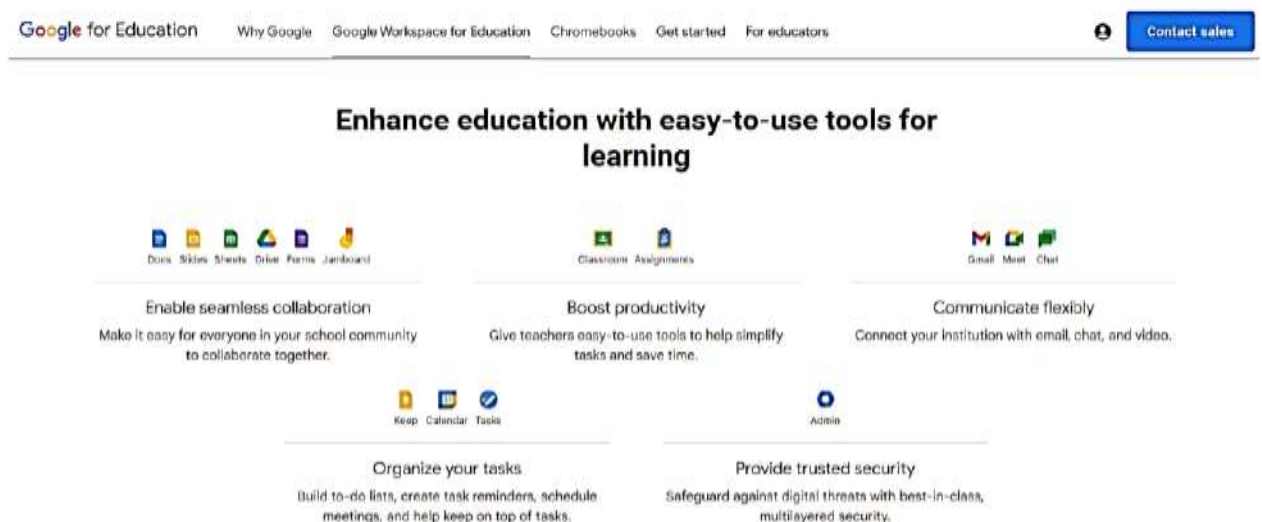 Google for Education Why Google Google Workspace for Education Chromebooks Get started For educators Contact sales
Enhance education with easy-to-use tools for
learning
Docs Slides Sheets Drive Forms Jamboard
Classroom Assignments
Gmail Meet Chat
Enable seamless collaboration
Make it easy for everyone in your school community
to collaborate together.
Boost productivity
Give teachers easy-to-use tools to help simplify
tasks and save time.
Communicate flexibly
Connect your institution with email, chat, and video.
Keep Calendar Tasks
Admin
Organize your tasks
Build to-do lists, create task reminders, schedule
meetings, and help keep on top of tasks.
Provide trusted security
Safeguard against digital threats with best-in-class,
multilayered security.